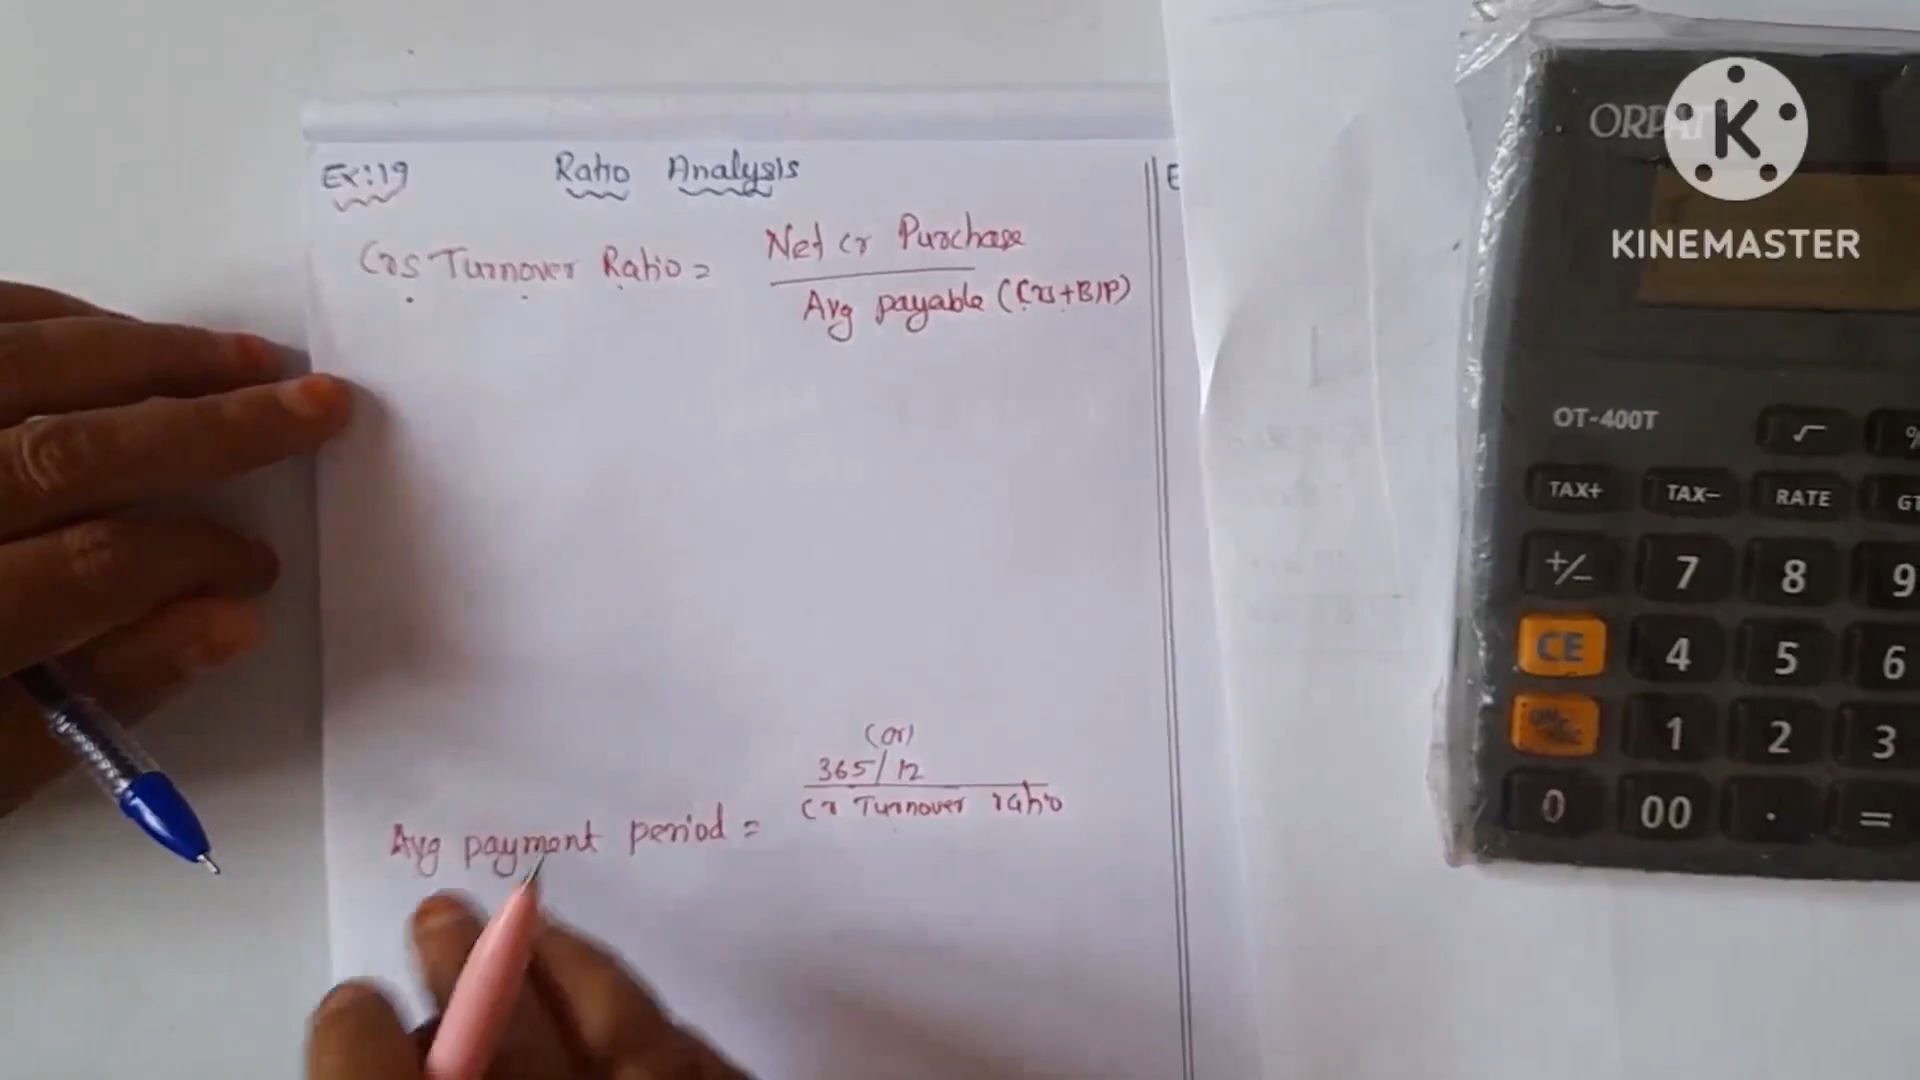 Ex:19 Ratio Analysis E
Crs Turnover Ratio = Net cr Purchase
Avg payable (Crs+B/P)
(or)
365/12
Cr Turnover ratio
Avg payment period =
ORPAT
K
KINEMASTER
OT-400T
√ %
TAX+ TAX− RATE GT
+/− 7 8 9
CE 4 5 6
1 2 3
0 00 . =